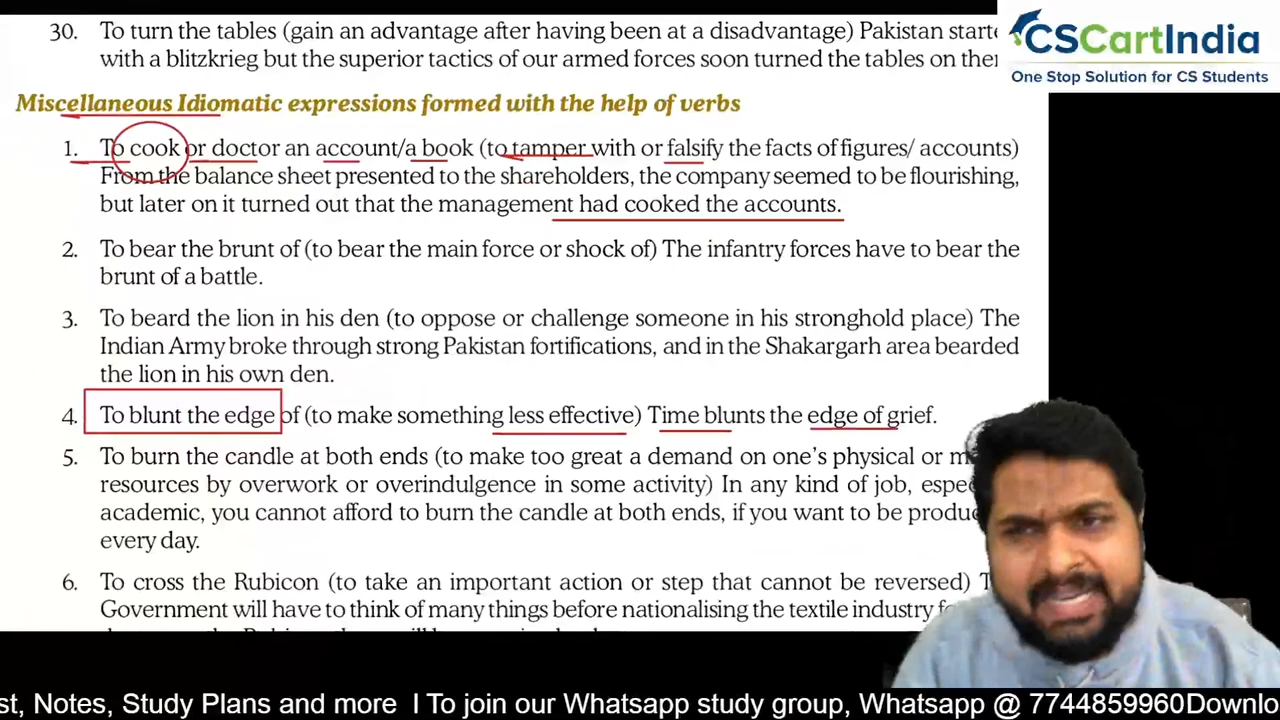 30. To turn the tables (gain an advantage after having been at a disadvantage) Pakistan
with a blitzkrieg but the superior tactics of our armed forces soon turned the tables on
CSCartIndia
One Stop Solution for CS Students
Miscellaneous Idiomatic expressions formed with the help of verbs
1. To cook or doctor an account/a book (to tamper with or falsify the facts of figures/ accounts)
From the balance sheet presented to the shareholders, the company seemed to be flourishing,
but later on it turned out that the management had cooked the accounts.
2. To bear the brunt of (to bear the main force or shock of) The infantry forces have to bear the
brunt of a battle.
3. To beard the lion in his den (to oppose or challenge someone in his stronghold place) The
Indian Army broke through strong Pakistan fortifications, and in the Shakargarh area bearded
the lion in his own den.
4. To blunt the edge of (to make something less effective) Time blunts the edge of grief.
5. To burn the candle at both ends (to make too great a demand on one's physical or
resources by overwork or overindulgence in some activity) In any kind of job,
academic, you cannot afford to burn the candle at both ends, if you want to be
every day.
6. To cross the Rubicon (to take an important action or step that cannot be reversed)
Government will have to think of many things before nationalising the textile industry
st, Notes, Study Plans and more I To join our Whatsapp study group, Whatsapp @ 7744859960Downlo